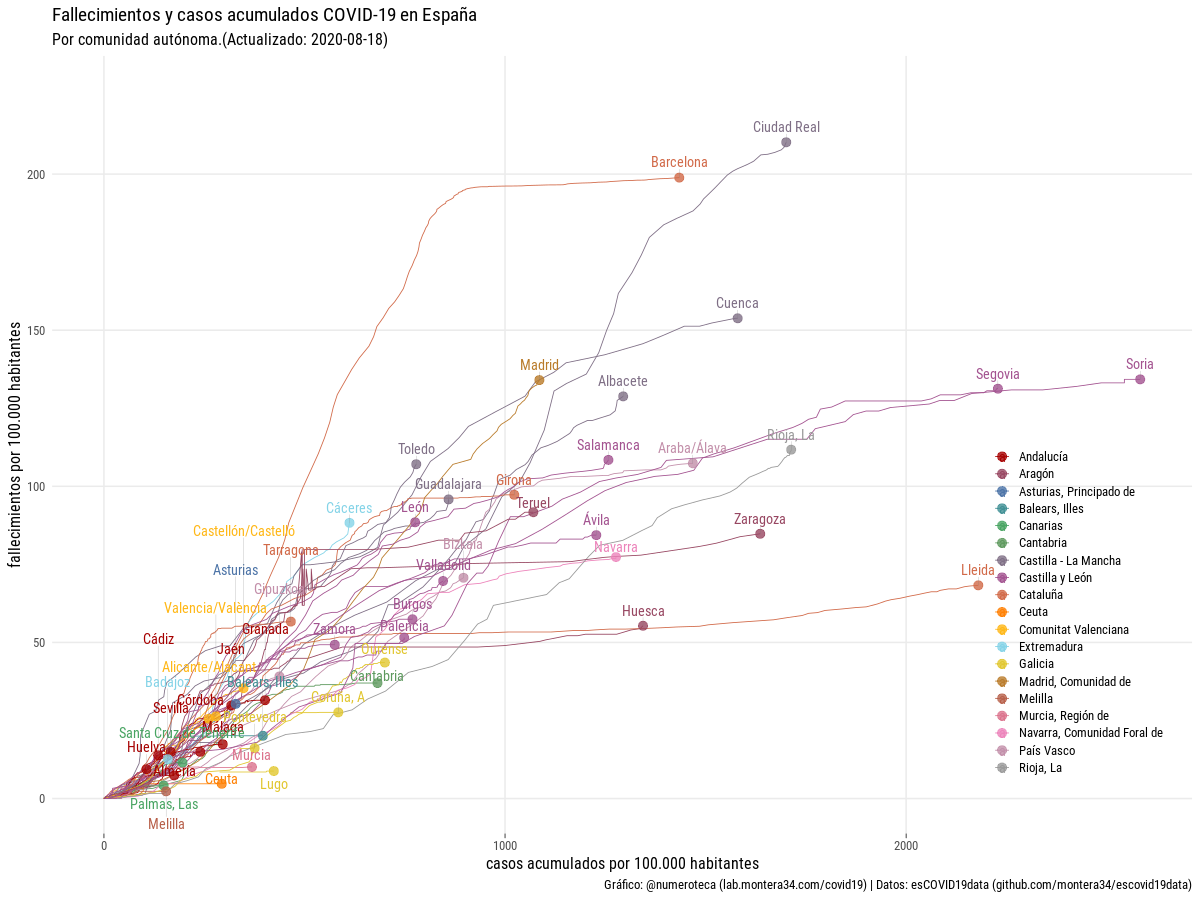 Fallecimientos y casos acumulados COVID-19 en España
Por comunidad autónoma.(Actualizado: 2020-08-18)
fallecimientos por 100.000 habitantes
200
150
100
50
0
Ciudad Real
Barcelona
Cuenca
Madrid
Soria
Segovia
Albacete
Toledo
Salamanca
Araba/Álava
Rioja, La
Guadalajara
Girona
Teruel
Cáceres
León
Ávila
Zaragoza
Castellón/Castelló
Tarragona
Bizkaia
Navarra
Asturias
Valladolid
Lleida
Gipuzkoa
Valencia/València
Burgos
Huesca
Granada
Zamora
Palencia
Cádiz
Jaén
Ourense
Alicante/Alacant
Badajoz
Balears, Illes
Cantabria
Córdoba
Sevilla
Coruña, A
Pontevedra
Málaga
Santa Cruz de Tenerife
Huelva
Murcia
Almería
Ceuta
Lugo
Palmas, Las
Melilla
Andalucía
Aragón
Asturias, Principado de
Balears, Illes
Canarias
Cantabria
Castilla - La Mancha
Castilla y León
Cataluña
Ceuta
Comunitat Valenciana
Extremadura
Galicia
Madrid, Comunidad de
Melilla
Murcia, Región de
Navarra, Comunidad Foral de
País Vasco
Rioja, La
0
1000
2000
casos acumulados por 100.000 habitantes
Gráfico: @numeroteca (lab.montera34.com/covid19) | Datos: esCOVID19data (github.com/montera34/escovid19data)